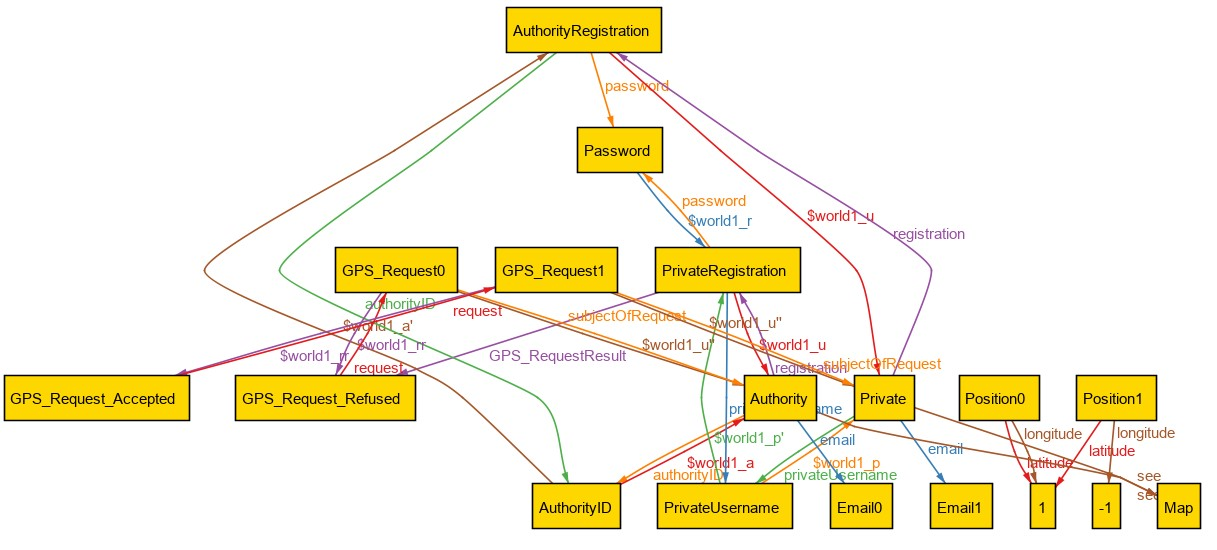 AuthorityRegistration
password
Password
password
$world1_r
$world1_u
registration
GPS_Request0
GPS_Request1
PrivateRegistration
authorityID
request
subjectOfRequest
$world1_u"
$world1_a'
$world1_rr
$world1_u"
$world1_u
$world1_rr
GPS_RequestResult
request
registration
subjectOfRequest
GPS_Request_Accepted
GPS_Request_Refused
Authority
Private
Position0
Position1
$world1_p'
email
longitude
longitude
email
latitude
latitude
$world1_a
$world1_p
authorityID
privateUsername
see
see
AuthorityID
PrivateUsername
Email0
Email1
1
-1
Map